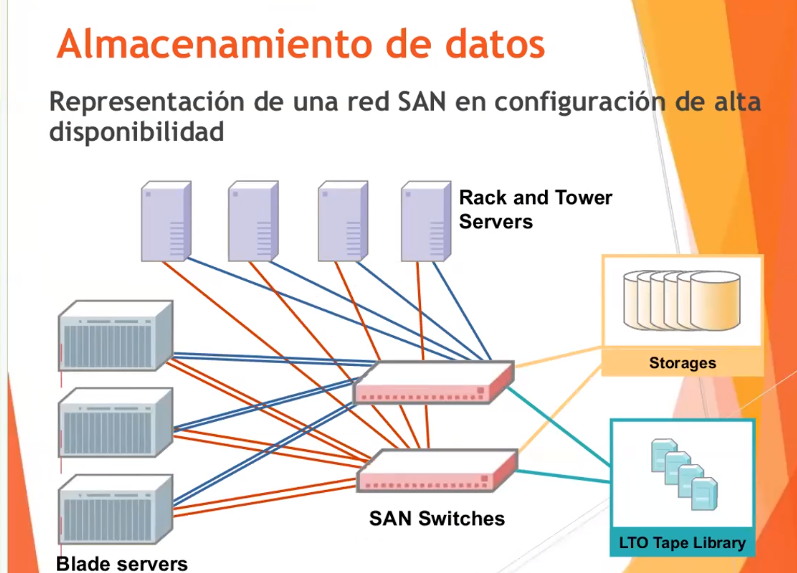 Almacenamiento de datos
Representación de una red SAN en configuración de alta
disponibilidad
Rack and Tower
Servers
Storages
SAN Switches
LTO Tape Library
Blade servers